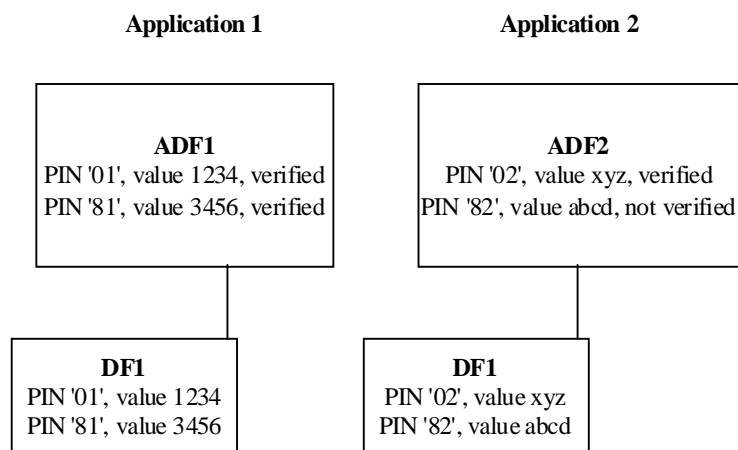 Application 1
Application 2
ADF1
PIN '01', value 1234, verified
PIN '81', value 3456, verified
ADF2
PIN '02', value xyz, verified
PIN '82', value abcd, not verified
DF1
PIN '01', value 1234
PIN '81', value 3456
DF1
PIN '02', value xyz
PIN '82', value abcd